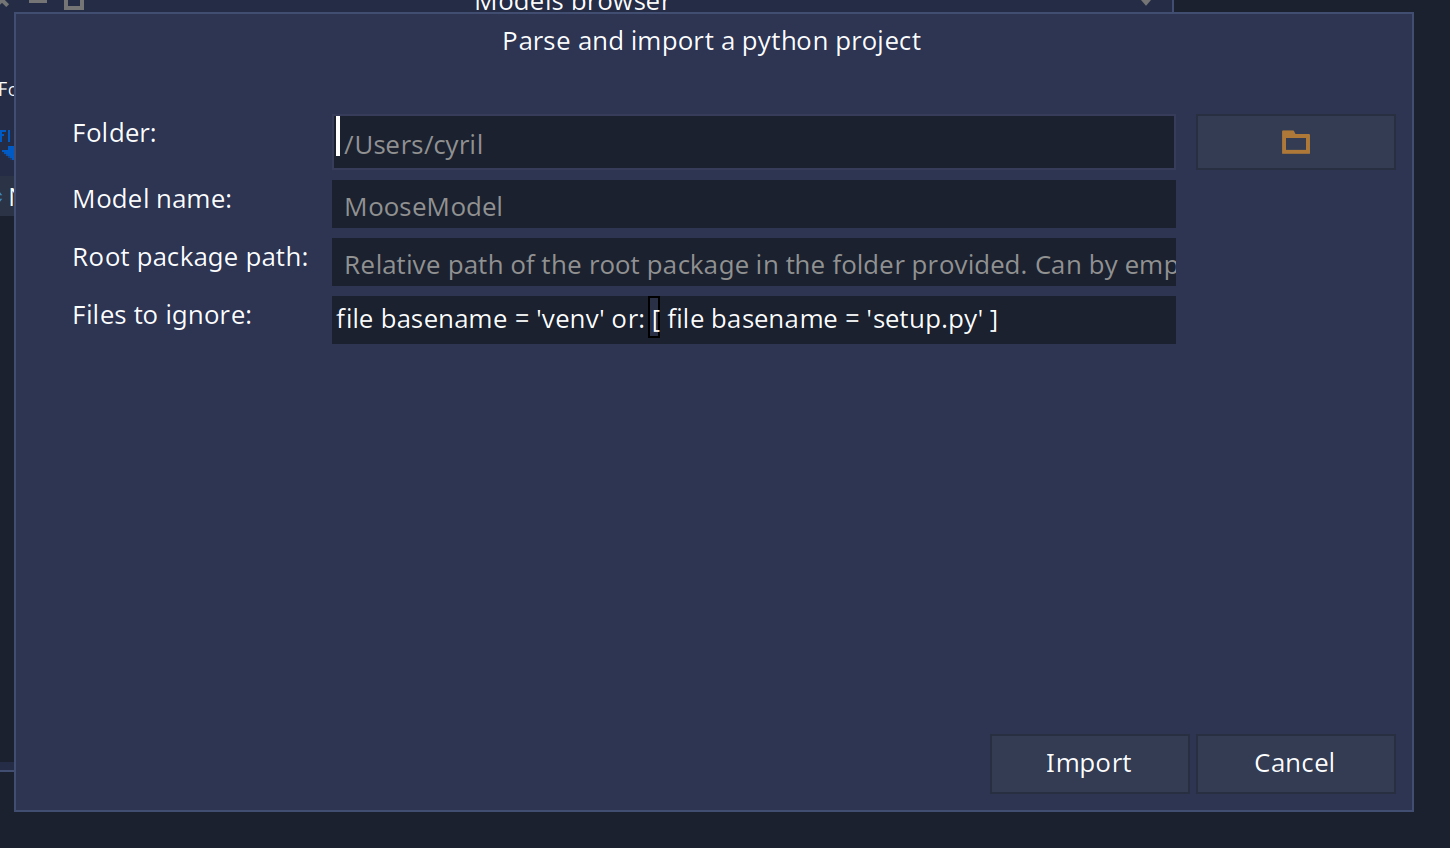 Models browser
Parse and import a python project
Folder:
/Users/cyril
Model name:
MooseModel
Root package path:
Relative path of the root package in the folder provided. Can by emp
Files to ignore:
file basename = 'venv' or: [ file basename = 'setup.py' ]
Import
Cancel